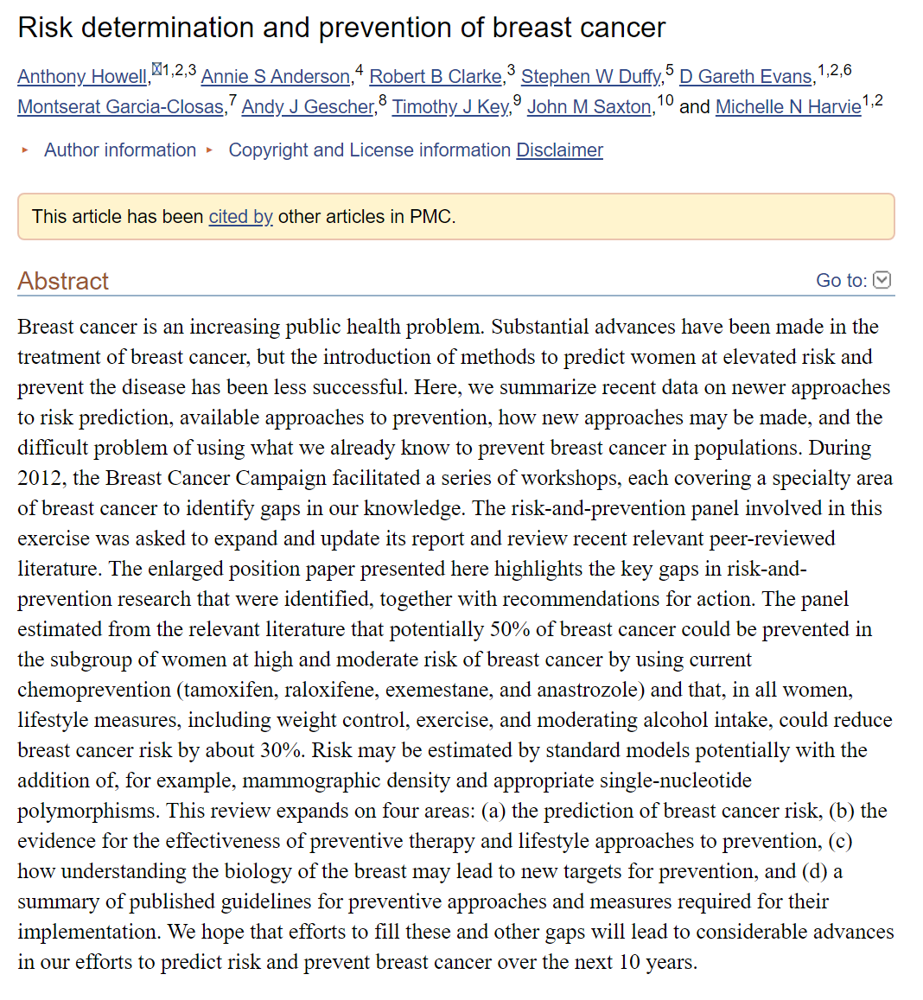 Risk determination and prevention of breast cancer
Anthony Howell,1,2,3 Annie S Anderson,4 Robert B Clarke,3 Stephen W Duffy,5 D Gareth Evans,1,2,6
Montserrat Garcia-Closas,7 Andy J Gescher,8 Timothy J Key,9 John M Saxton,10 and Michelle N Harvie1,2
Author information Copyright and License information Disclaimer
This article has been cited by other articles in PMC.
Abstract
Go to:
Breast cancer is an increasing public health problem. Substantial advances have been made in the
treatment of breast cancer, but the introduction of methods to predict women at elevated risk and
prevent the disease has been less successful. Here, we summarize recent data on newer approaches
to risk prediction, available approaches to prevention, how new approaches may be made, and the
difficult problem of using what we already know to prevent breast cancer in populations. During
2012, the Breast Cancer Campaign facilitated a series of workshops, each covering a specialty area
of breast cancer to identify gaps in our knowledge. The risk-and-prevention panel involved in this
exercise was asked to expand and update its report and review recent relevant peer-reviewed
literature. The enlarged position paper presented here highlights the key gaps in risk-and-
prevention research that were identified, together with recommendations for action. The panel
estimated from the relevant literature that potentially 50% of breast cancer could be prevented in
the subgroup of women at high and moderate risk of breast cancer by using current
chemoprevention (tamoxifen, raloxifene, exemestane, and anastrozole) and that, in all women,
lifestyle measures, including weight control, exercise, and moderating alcohol intake, could reduce
breast cancer risk by about 30%. Risk may be estimated by standard models potentially with the
addition of, for example, mammographic density and appropriate single-nucleotide
polymorphisms. This review expands on four areas: (a) the prediction of breast cancer risk, (b) the
evidence for the effectiveness of preventive therapy and lifestyle approaches to prevention, (c)
how understanding the biology of the breast may lead to new targets for prevention, and (d) a
summary of published guidelines for preventive approaches and measures required for their
implementation. We hope that efforts to fill these and other gaps will lead to considerable advances
in our efforts to predict risk and prevent breast cancer over the next 10 years.